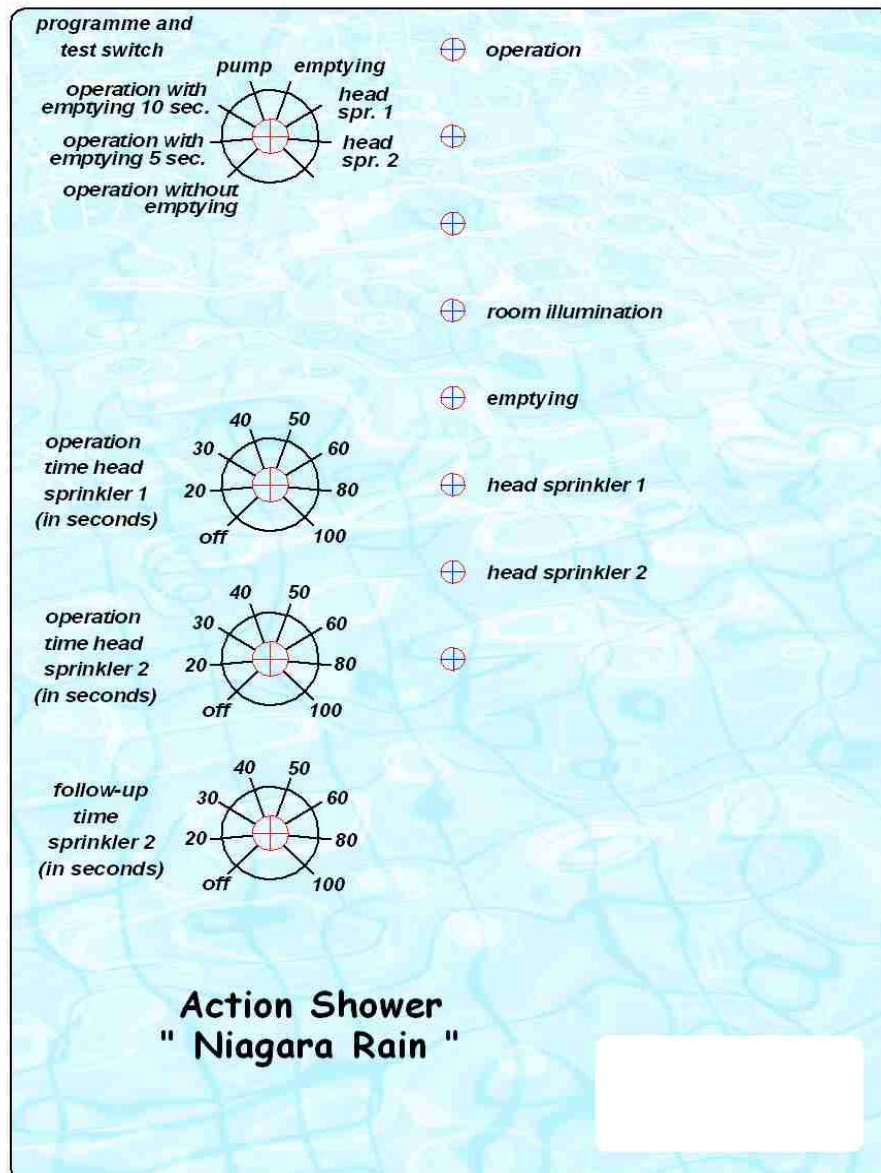 programme and
test switch
pump
emptying
operation with
emptying 10 sec.
head
spr. 1
operation with
emptying 5 sec.
head
spr. 2
operation without
emptying
operation
room illumination
emptying
head sprinkler 1
head sprinkler 2
operation
time head
sprinkler 1
(in seconds)
40
50
30
60
20
80
off
100
operation
time head
sprinkler 2
(in seconds)
40
50
30
60
20
80
off
100
follow-up
time
sprinkler 2
(in seconds)
40
50
30
60
20
80
off
100
Action Shower
" Niagara Rain "